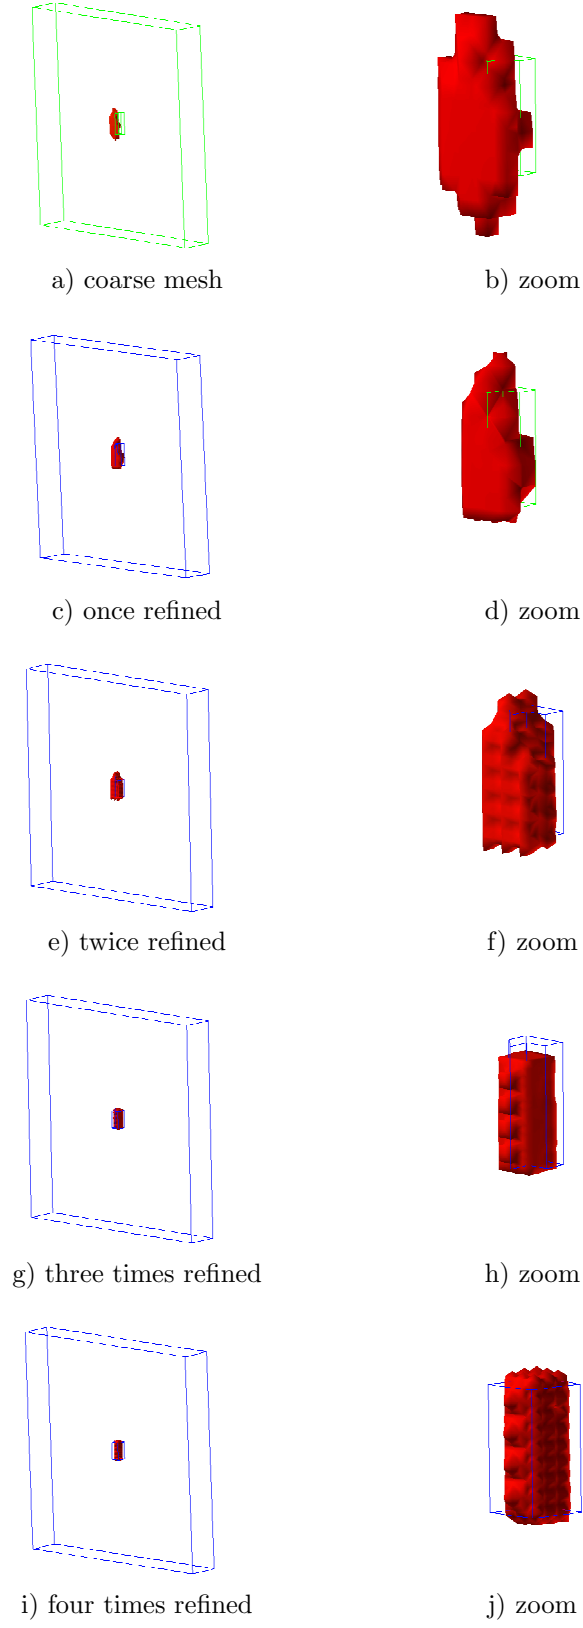 a) coarse mesh
b) zoom
c) once refined
d) zoom
e) twice refined
f) zoom
g) three times refined
h) zoom
i) four times refined
j) zoom